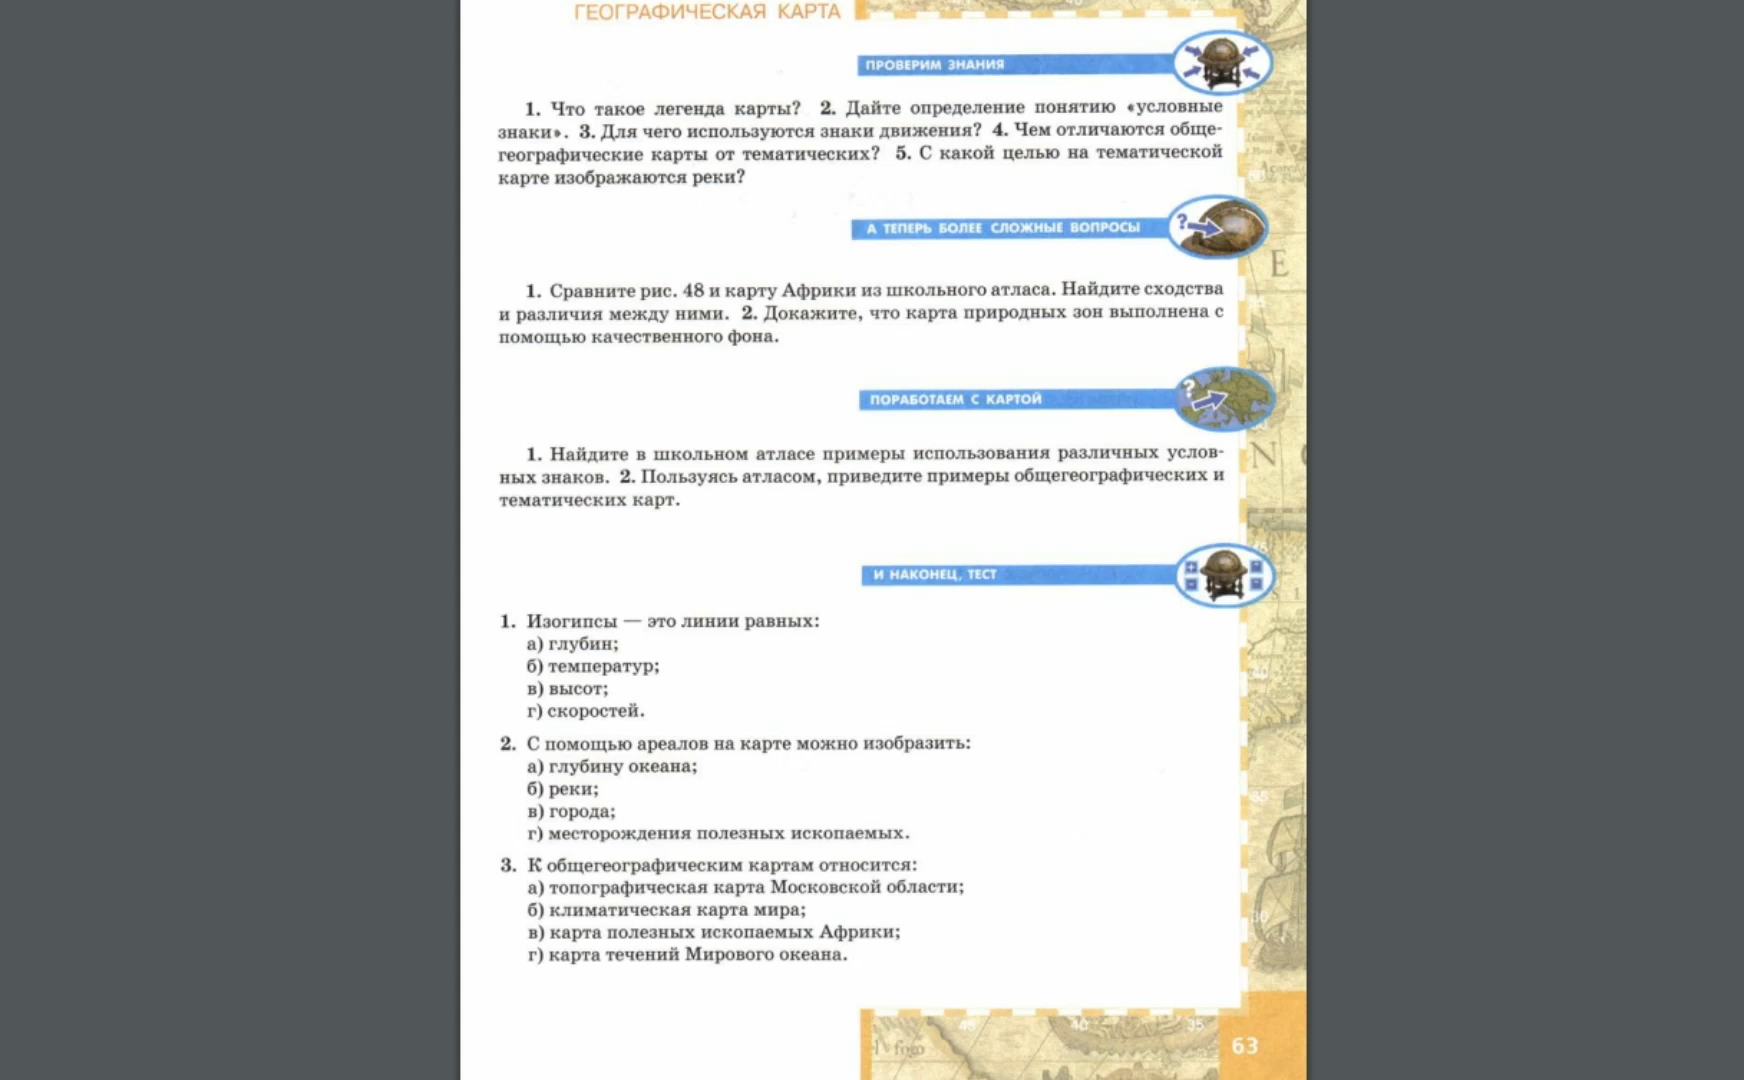 ГЕОГРАФИЧЕСКАЯ КАРТА
ПРОВЕРИМ ЗНАНИЯ
1. Что такое легенда карты? 2. Дайте определение понятию «условные
знаки». 3. Для чего используются знаки движения? 4. Чем отличаются обще-
географические карты от тематических? 5. С какой целью на тематической
карте изображаются реки?
А ТЕПЕРЬ БОЛЕЕ СЛОЖНЫЕ ВОПРОСЫ
?
1. Сравните рис. 48 и карту Африки из школьного атласа. Найдите сходства
и различия между ними. 2. Докажите, что карта природных зон выполнена с
помощью качественного фона.
ПОРАБОТАЕМ С КАРТОЙ
?
1. Найдите в школьном атласе примеры использования различных услов-
ных знаков. 2. Пользуясь атласом, приведите примеры общегеографических и
тематических карт.
И НАКОНЕЦ, ТЕСТ
1. Изогипсы — это линии равных:
а) глубин;
б) температур;
в) высот;
г) скоростей.
2. С помощью ареалов на карте можно изобразить:
а) глубину океана;
б) реки;
в) города;
г) месторождения полезных ископаемых.
3. К общегеографическим картам относится:
а) топографическая карта Московской области;
б) климатическая карта мира;
в) карта полезных ископаемых Африки;
г) карта течений Мирового океана.
E
N
30
45 40 35
63